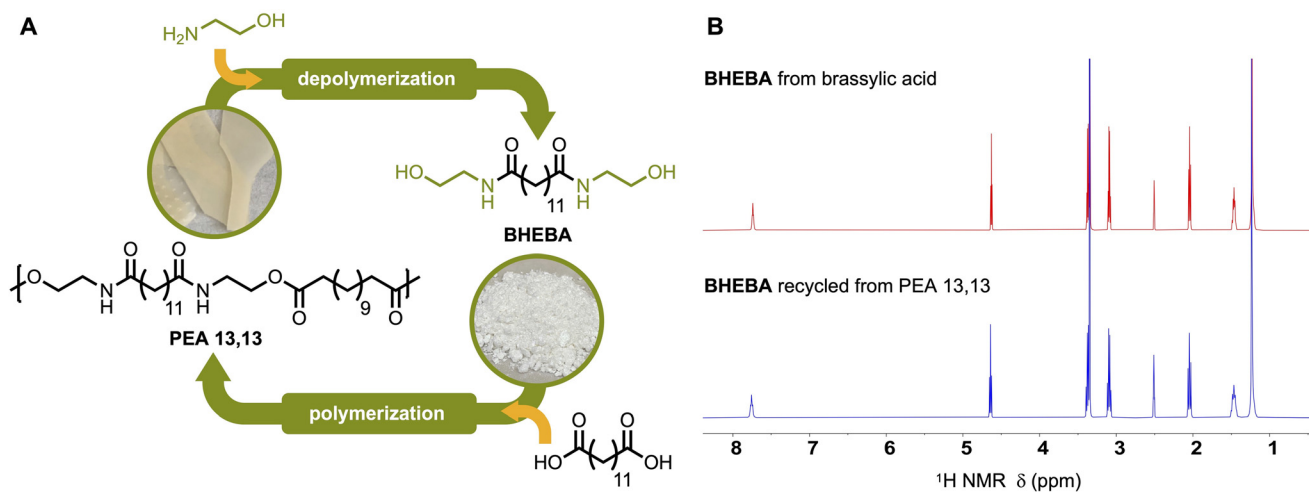 A
H₂N
OH
depolymerization
O
O
HO
N
H
11
N
H
OH
BHEBA
O
N
H
O
11
O
N
H
O
O
9
O
PEA 13,13
polymerization
O
O
HO
11
OH
B
BHEBA from brassylic acid
BHEBA recycled from PEA 13,13
8 7 6 5 4 3 2 1
¹H NMR δ (ppm)